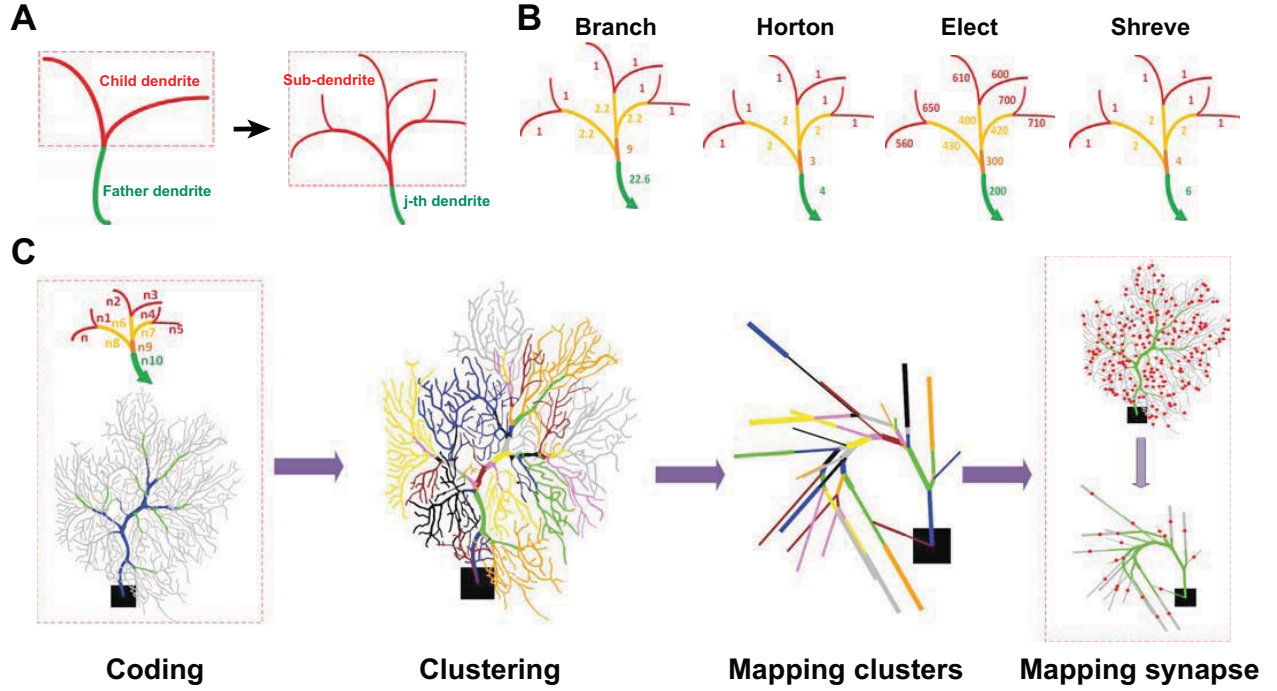 A
Child dendrite
Father dendrite
Sub-dendrite
j-th dendrite
B
Branch
Horton
Elect
Shreve
1
1
1
1
1
1
2.2
2.2
2.2
9
22.6
1
1
1
1
1
1
2
2
2
3
4
610
600
650
700
710
560
400
420
430
300
200
1
1
1
1
1
1
2
2
2
4
6
C
n2
n3
n1
n4
n
n6
n7
n5
n8
n9
n10
Coding
Clustering
Mapping clusters
Mapping synapse